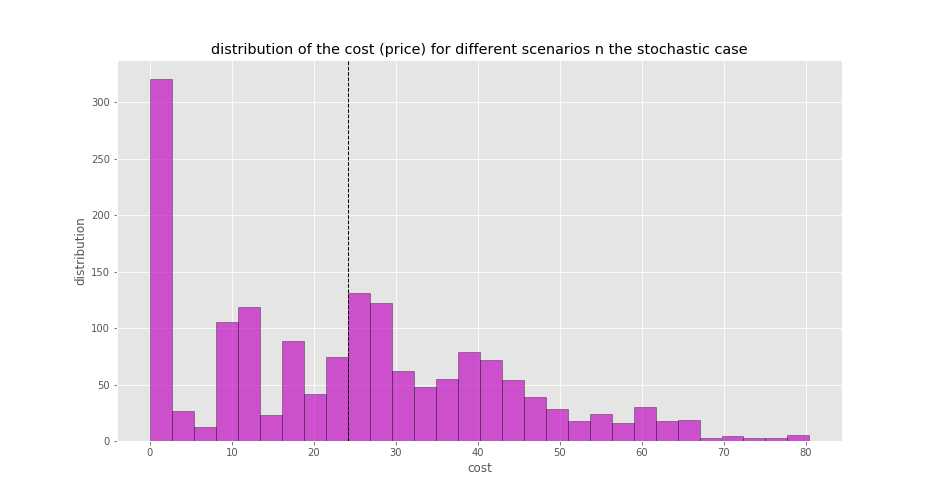 distribution of the cost (price) for different scenarios n the stochastic case
300
250
200
150
100
50
0
distribution
0 10 20 30 40 50 60 70 80
cost